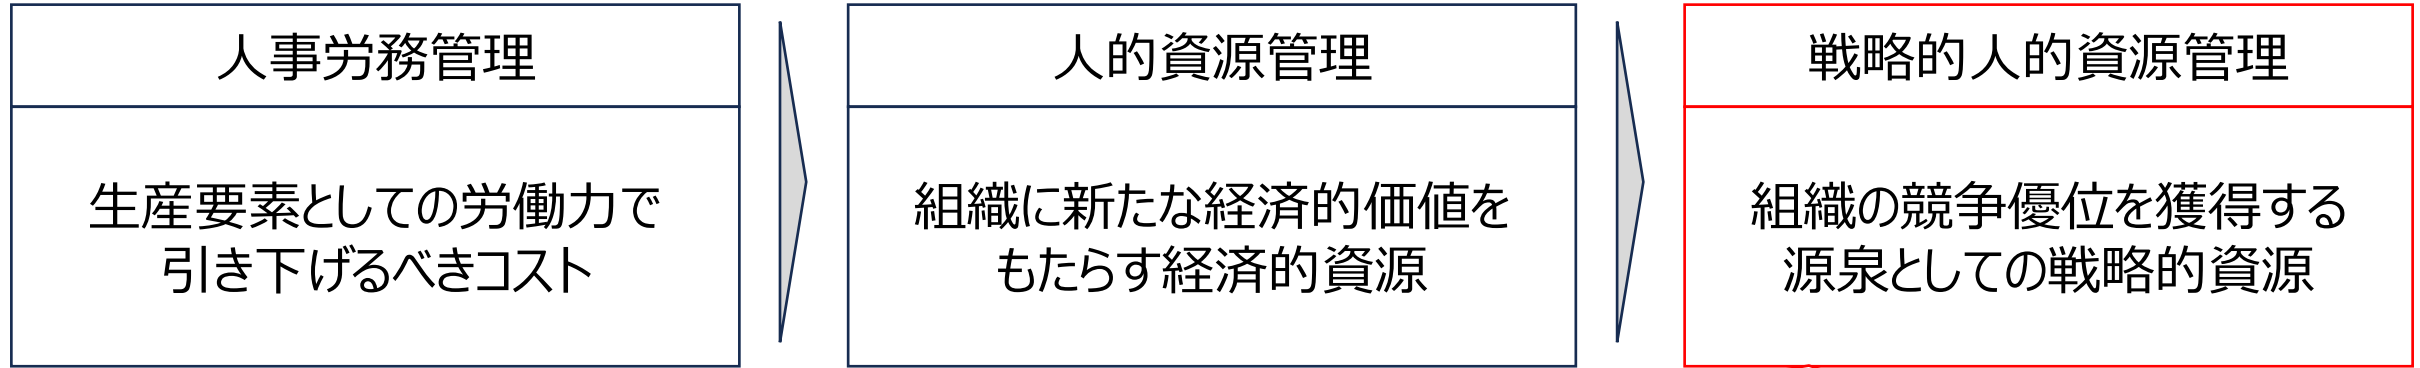 人事労務管理
生産要素としての労働力で
引き下げるべきコスト
人的資源管理
組織に新たな経済的価値を
もたらす経済的資源
戦略的人的資源管理
組織の競争優位を獲得する
源泉としての戦略的資源